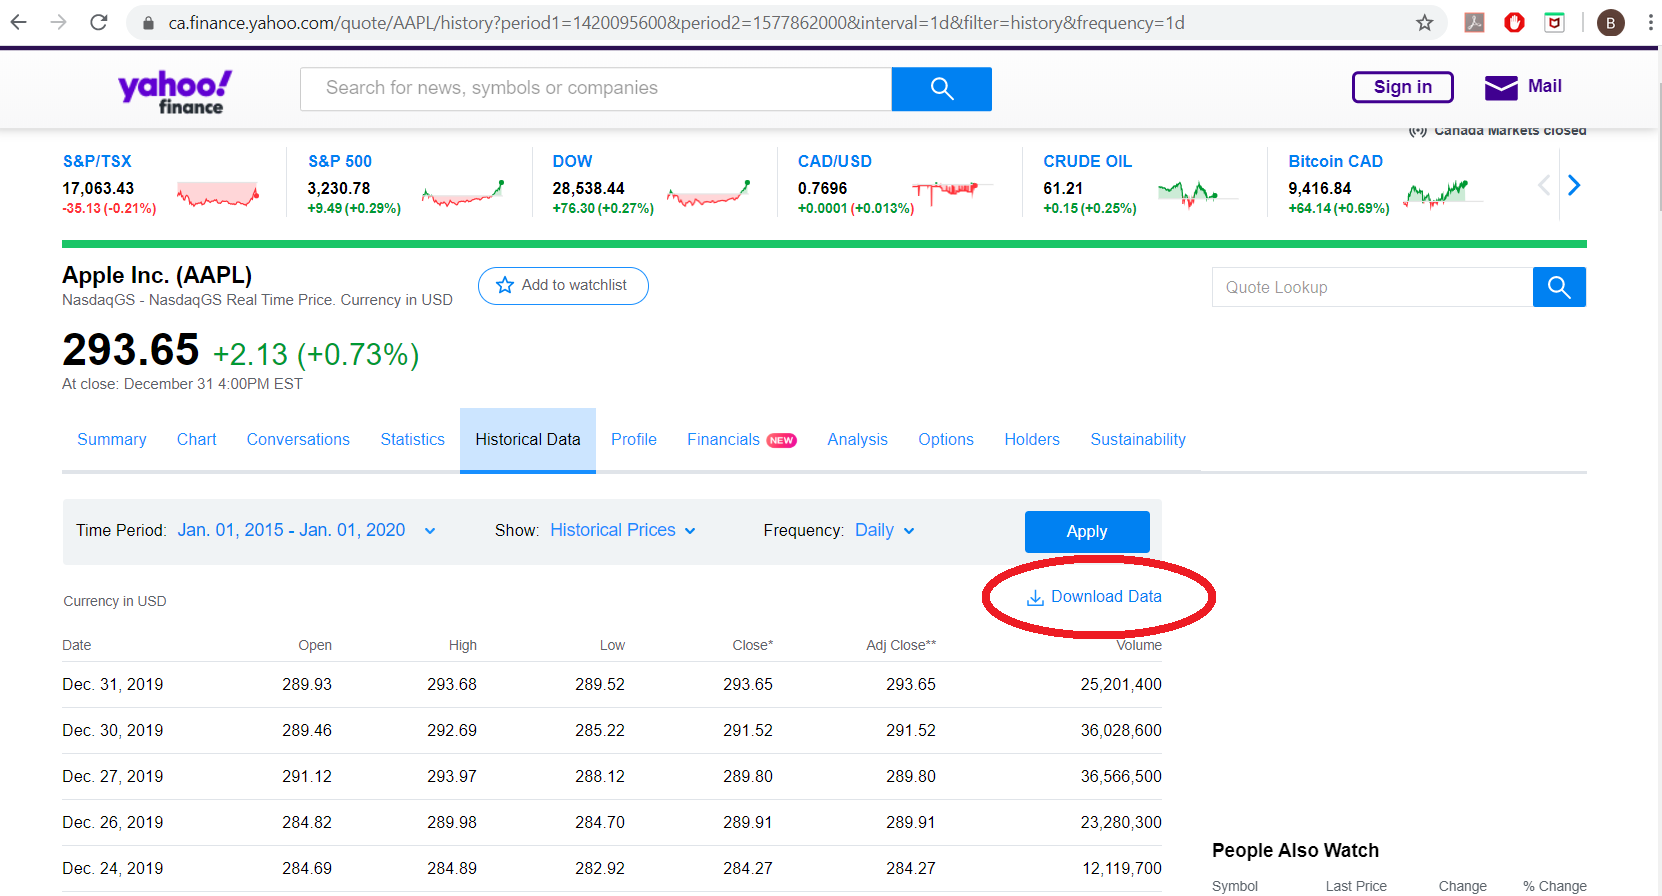 ca.finance.yahoo.com/quote/AAPL/history?period1=1420095600&period2=1577862000&interval=1d&filter=history&frequency=1d
B
yahoo!
finance
Search for news, symbols or companies
Sign in
Mail
Canada Markets closed
S&P/TSX
17,063.43
-35.13 (-0.21%)
S&P 500
3,230.78
+9.49 (+0.29%)
DOW
28,538.44
+76.30 (+0.27%)
CAD/USD
0.7696
+0.0001 (+0.013%)
CRUDE OIL
61.21
+0.15 (+0.25%)
Bitcoin CAD
9,416.84
+64.14 (+0.69%)
Apple Inc. (AAPL)
NasdaqGS - NasdaqGS Real Time Price. Currency in USD
Add to watchlist
Quote Lookup
293.65 +2.13 (+0.73%)
At close: December 31 4:00PM EST
Summary Chart Conversations Statistics Historical Data Profile Financials NEW Analysis Options Holders Sustainability
Time Period: Jan. 01, 2015 - Jan. 01, 2020 Show: Historical Prices Frequency: Daily Apply
Currency in USD Download Data
Date Open High Low Close* Adj Close** Volume
Dec. 31, 2019 289.93 293.68 289.52 293.65 293.65 25,201,400
Dec. 30, 2019 289.46 292.69 285.22 291.52 291.52 36,028,600
Dec. 27, 2019 291.12 293.97 288.12 289.80 289.80 36,566,500
Dec. 26, 2019 284.82 289.98 284.70 289.91 289.91 23,280,300
Dec. 24, 2019 284.69 284.89 282.92 284.27 284.27 12,119,700
People Also Watch
Symbol Last Price Change % Change